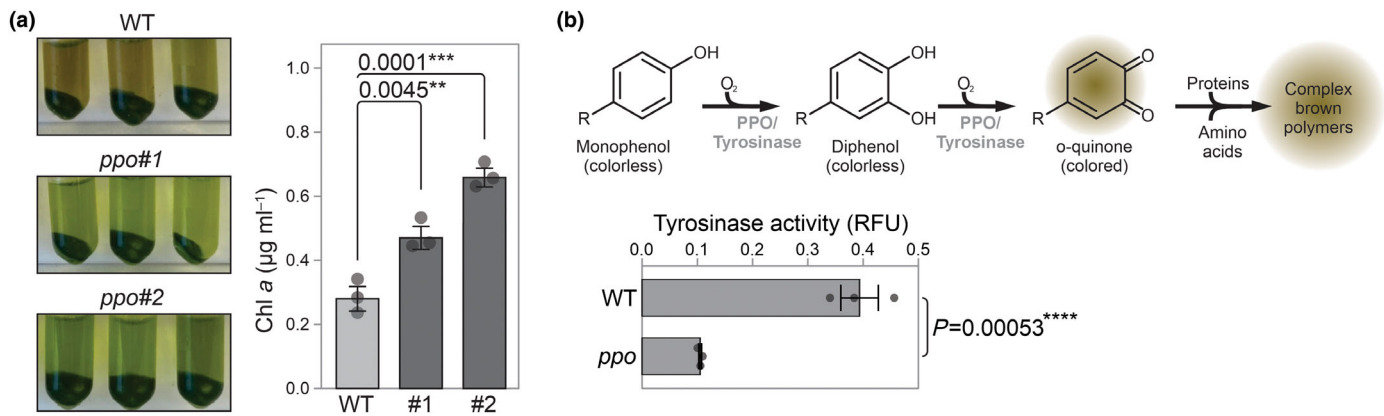 (a)
WT
ppo#1
ppo#2
Chl a (µg ml⁻¹)
1.0
0.8
0.6
0.4
0.2
0.0
0.0001***
0.0045**
WT #1 #2
(b)
OH
R
Monophenol
(colorless)
O₂
PPO/
Tyrosinase
OH
OH
R
Diphenol
(colorless)
O₂
PPO/
Tyrosinase
O
O
R
o-quinone
(colored)
Proteins
Amino
acids
Complex
brown
polymers
Tyrosinase activity (RFU)
0.0 0.1 0.2 0.3 0.4 0.5
WT
ppo
P=0.00053****